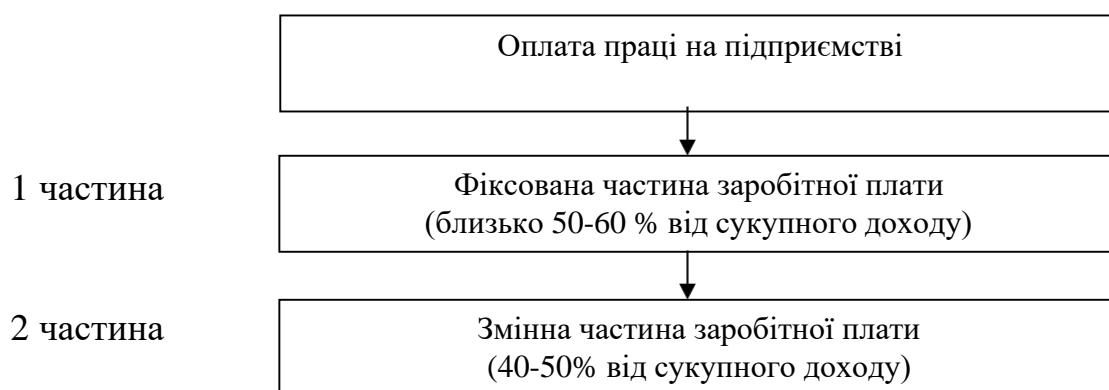 Оплата праці на підприємстві
1 частина
Фіксована частина заробітної плати
(близько 50-60 % від сукупного доходу)
2 частина
Змінна частина заробітної плати
(40-50% від сукупного доходу)